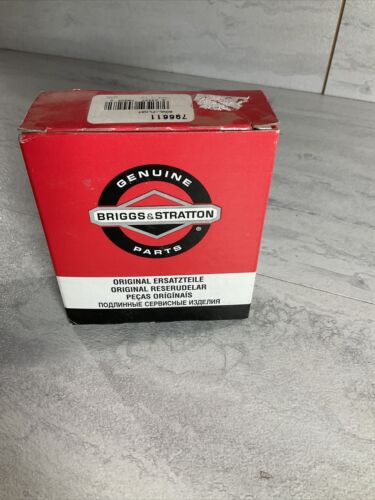 796611
GENUINE
BRIGGS & STRATTON
®
PARTS
ORIGINAL ERSATZTEILE
ORIGINAL RESERUDELAR
PEÇAS ORIGINAIS
ПОДЛИННЫЕ СЕРВИСНЫЕ ИЗДЕЛИЯ